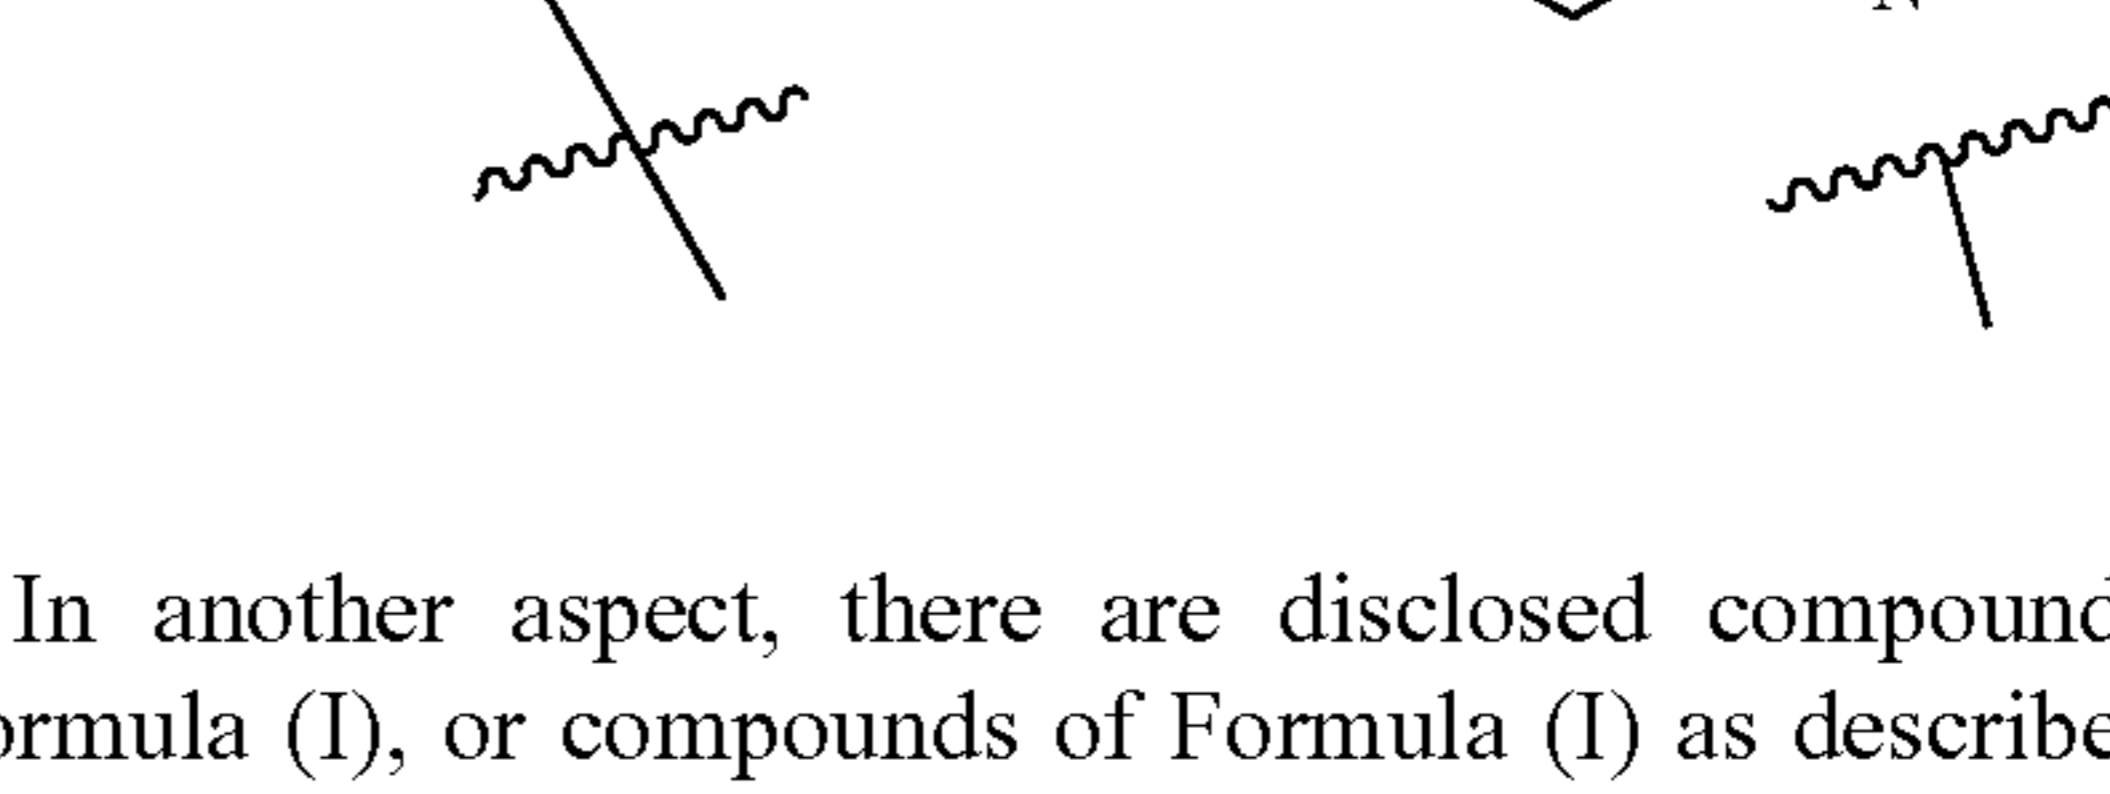 N
In another aspect, there are disclosed compound
ormula (I), or compounds of Formula (I) as describe